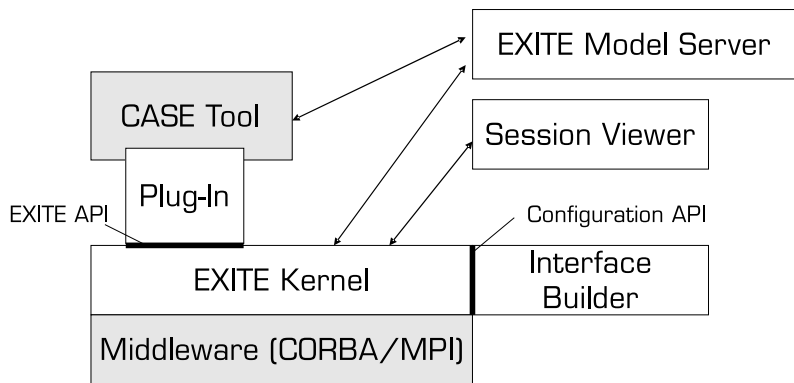 EXITE Model Server
CASE Tool
Session Viewer
Plug-In
EXITE API
Configuration API
EXITE Kernel
Interface
Builder
Middleware (CORBA/MPI)